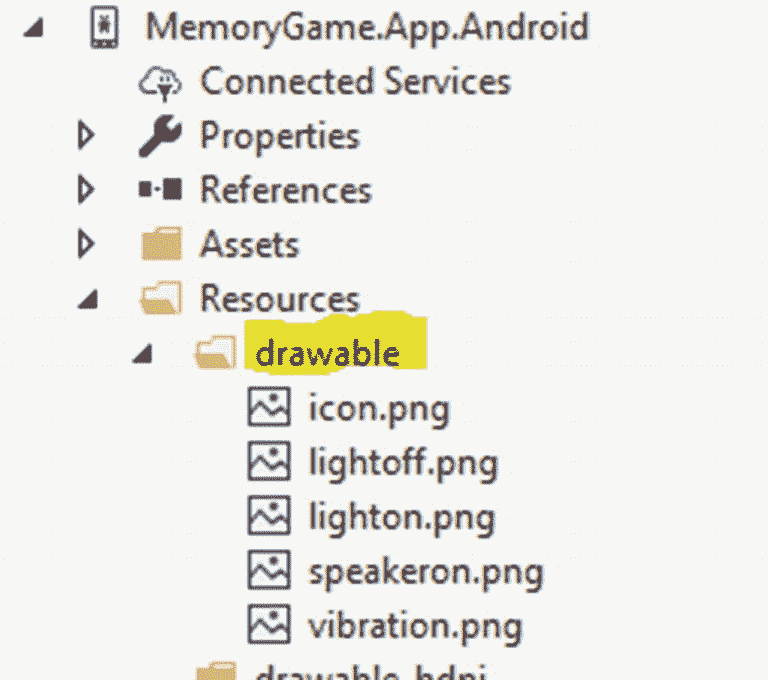 MemoryGame.App.Android
Connected Services
Properties
References
Assets
Resources
drawable
icon.png
lightoff.png
lighton.png
speakeron.png
vibration.png